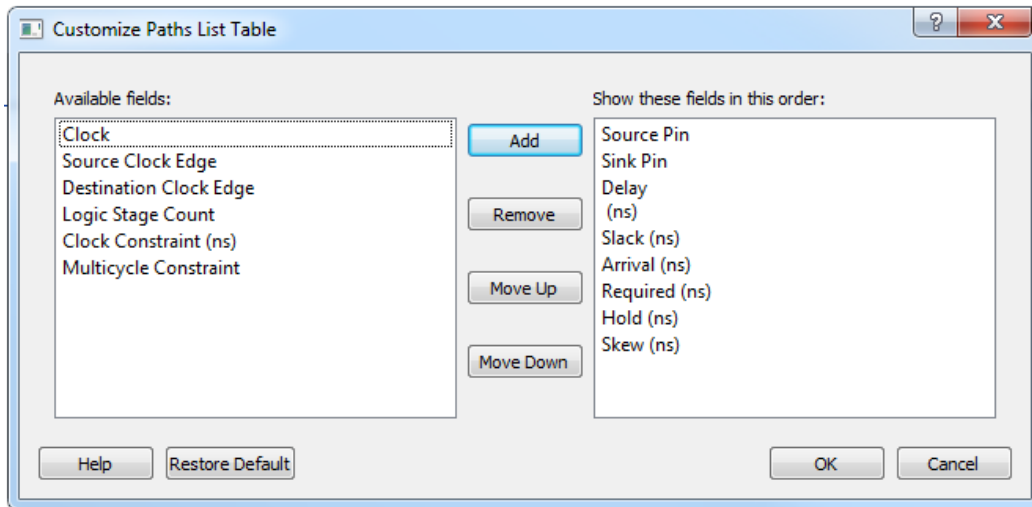 Customize Paths List Table
?
X
Available fields:
Clock
Source Clock Edge
Destination Clock Edge
Logic Stage Count
Clock Constraint (ns)
Multicycle Constraint
Add
Remove
Move Up
Move Down
Show these fields in this order:
Source Pin
Sink Pin
Delay
(ns)
Slack (ns)
Arrival (ns)
Required (ns)
Hold (ns)
Skew (ns)
Help
Restore Default
OK
Cancel